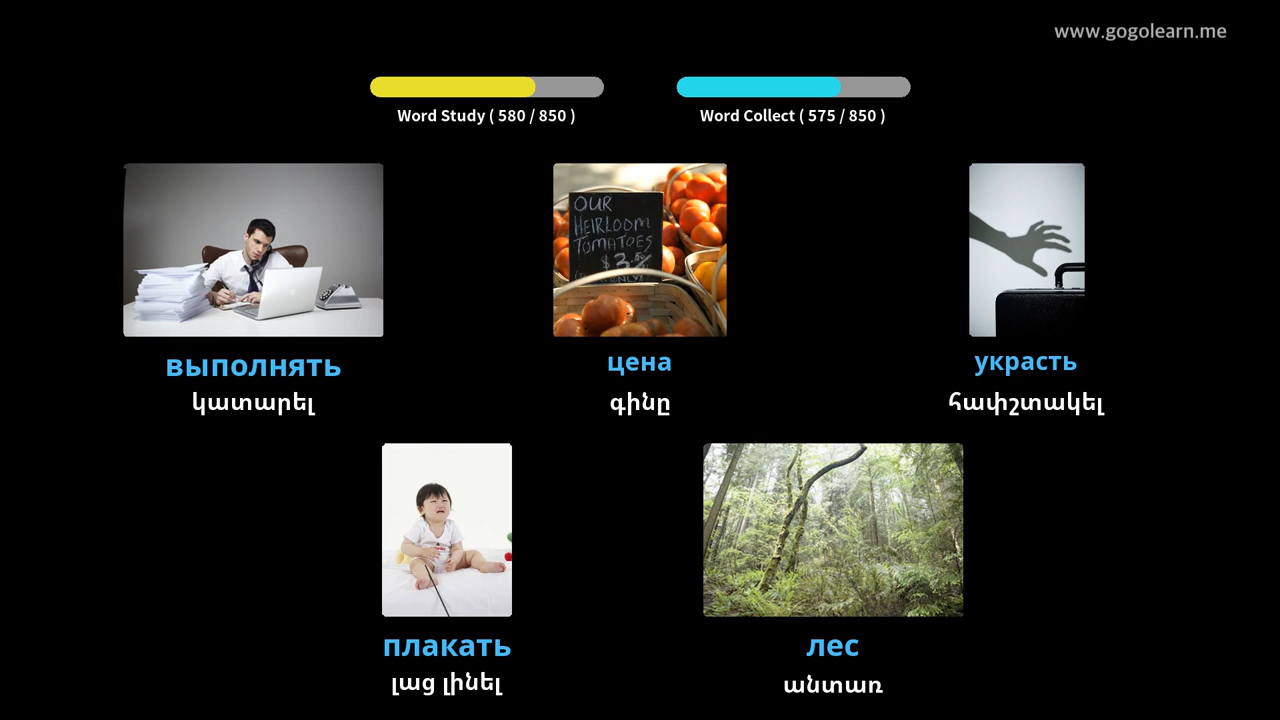 www.gogolearn.me
Word Study ( 580 / 850 )
Word Collect ( 575 / 850 )
OUR
HEIRLOOM
TOMATOES
выполнять
կատարել
цена
գինը
украсть
հափշտակել
плакать
լաց լինել
лес
անտառ